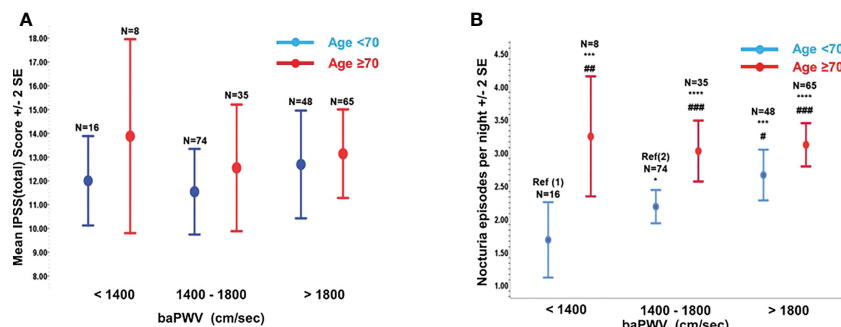 A
Mean IPSS(total) Score +/- 2 SE
18.00
17.00
16.00
15.00
14.00
13.00
12.00
11.00
10.00
9.00
8.00
N=16
N=8
N=74
N=35
N=48
N=65
Age <70
Age ≥70
< 1400
1400 - 1800
> 1800
baPWV (cm/sec)
B
Nocturia episodes per night +/- 2 SE
4.50
4.00
3.50
3.00
2.50
2.00
1.50
1.00
Ref (1)
N=16
N=8
***
##
Ref(2)
N=74
*
N=35
****
###
N=48
***
#
N=65
****
###
Age <70
Age ≥70
< 1400
1400 - 1800
> 1800
baPWV (cm/sec)